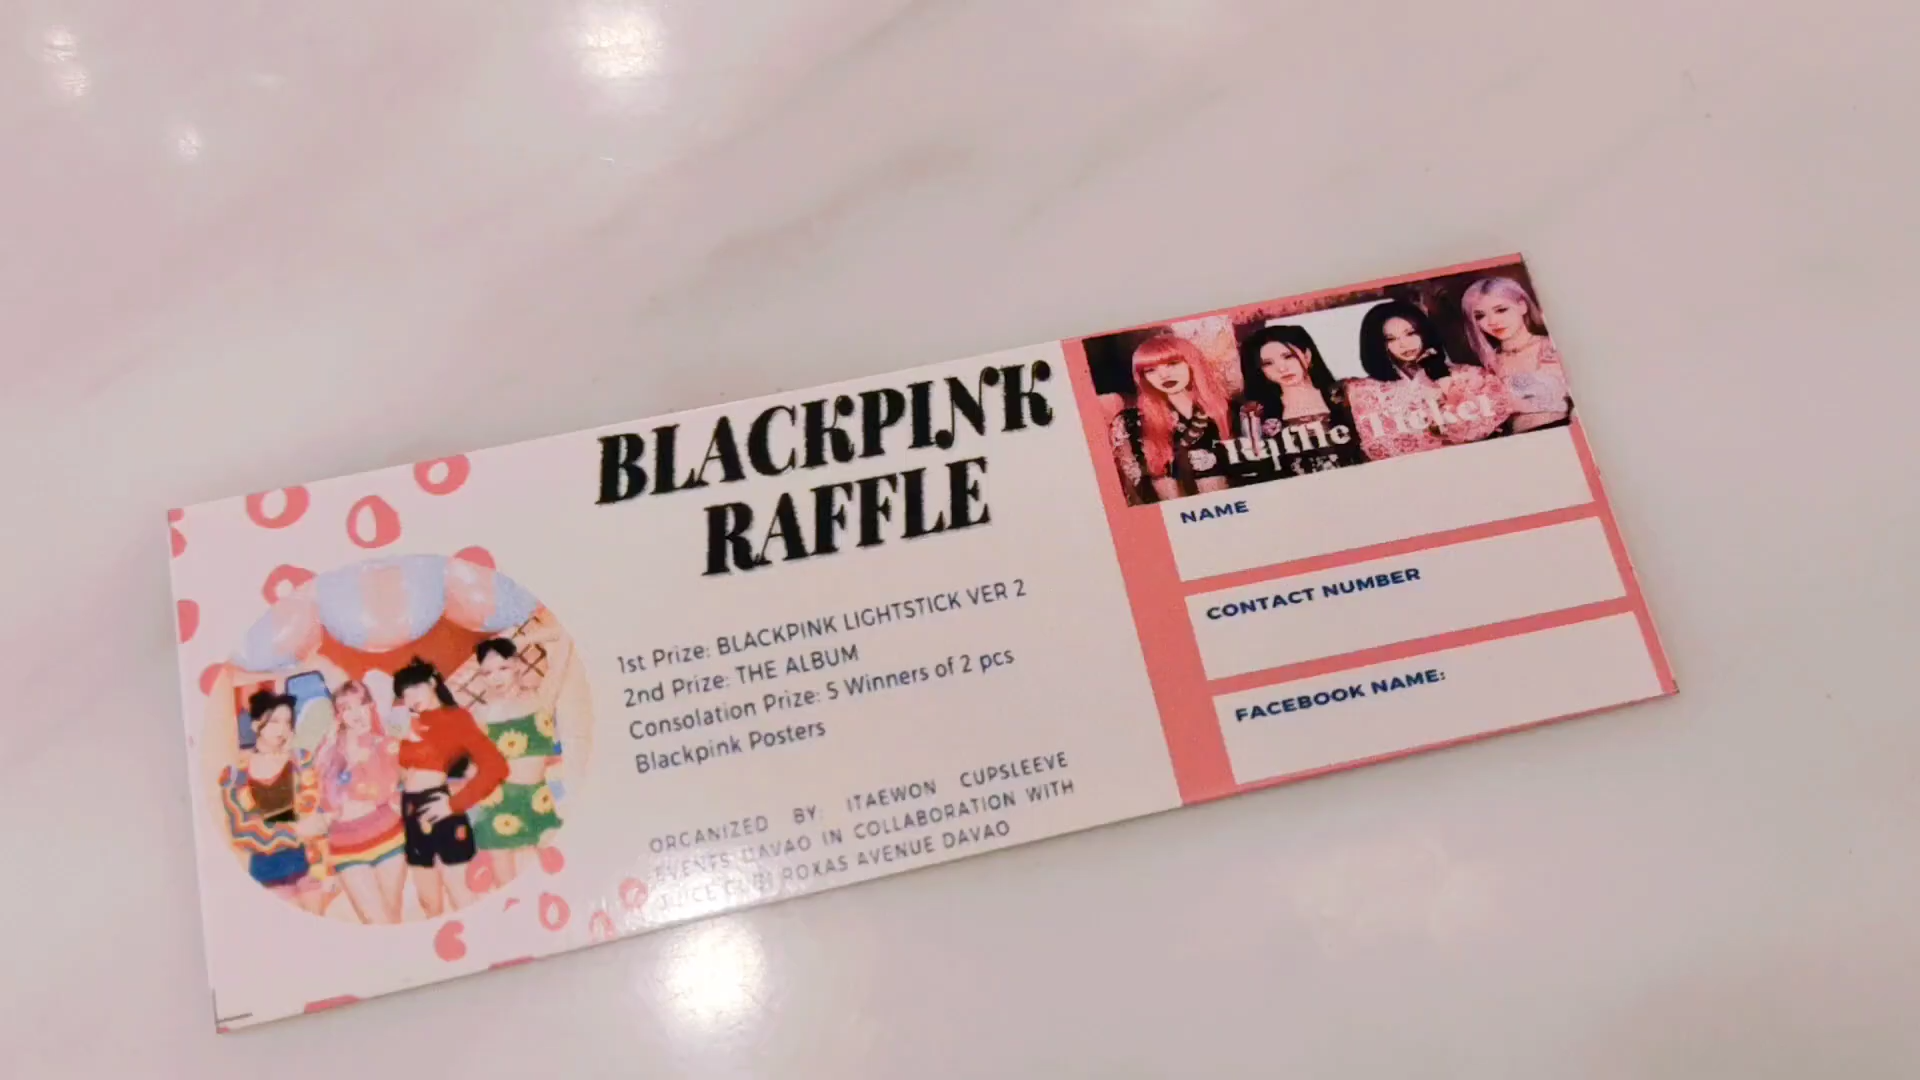 BLACKPINK
RAFFLE
1st Prize: BLACKPINK LIGHTSTICK VER 2
2nd Prize: THE ALBUM
Consolation Prize: 5 Winners of 2 pcs
Blackpink Posters
ORGANIZED BY: ITAEWON CUPSLEEVE
EVENTS DAVAO IN COLLABORATION WITH
JUICE ROXAS AVENUE DAVAO
Raffle Ticket
NAME
CONTACT NUMBER
FACEBOOK NAME: